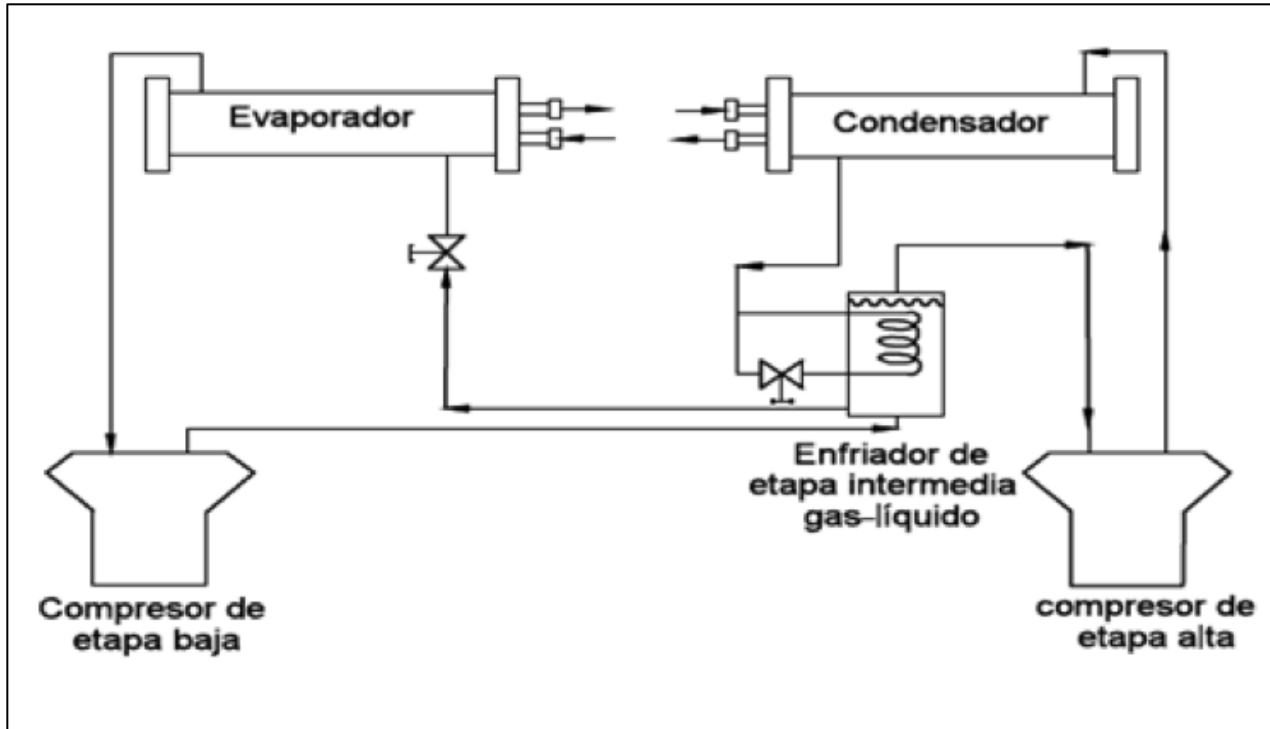 Evaporador
Condensador
Enfriador de
etapa intermedia
gas-líquido
Compresor de
etapa baja
compresor de
etapa alta